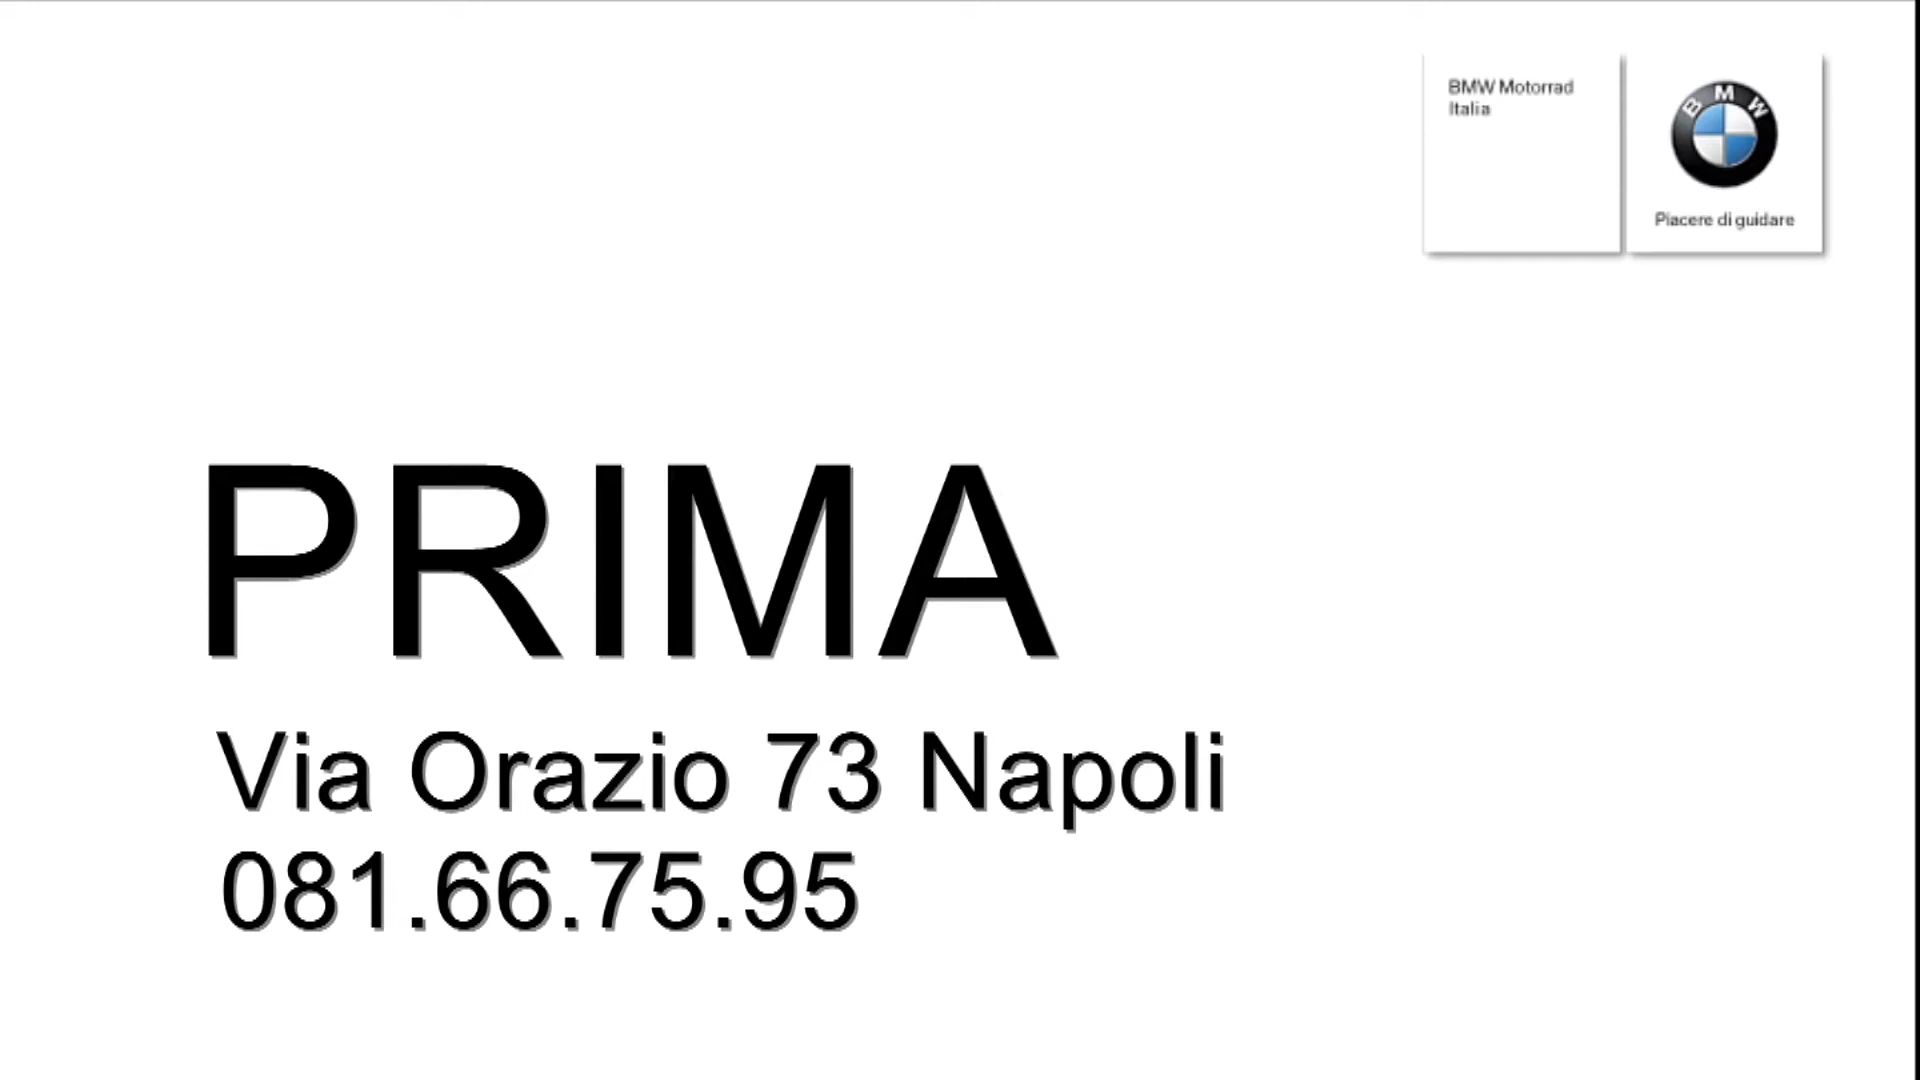 BMW Motorrad
Italia
BMW
Piacere di guidare
PRIMA
Via Orazio 73 Napoli
081.66.75.95